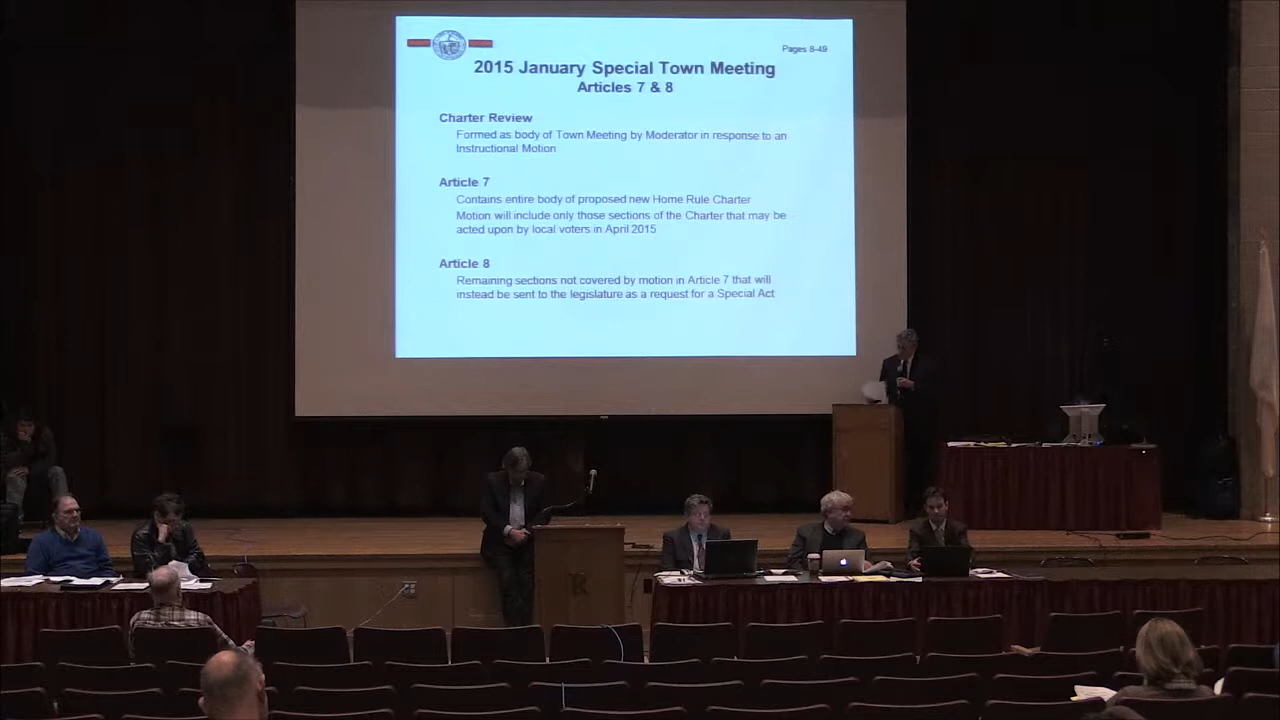 Pages 8-49
2015 January Special Town Meeting
Articles 7 & 8
Charter Review
Formed as body of Town Meeting by Moderator in response to an
Instructional Motion
Article 7
Contains entire body of proposed new Home Rule Charter
Motion will include only those sections of the Charter that may be
acted upon by local voters in April 2015
Article 8
Remaining sections not covered by motion in Article 7 that will
instead be sent to the legislature as a request for a Special Act
R